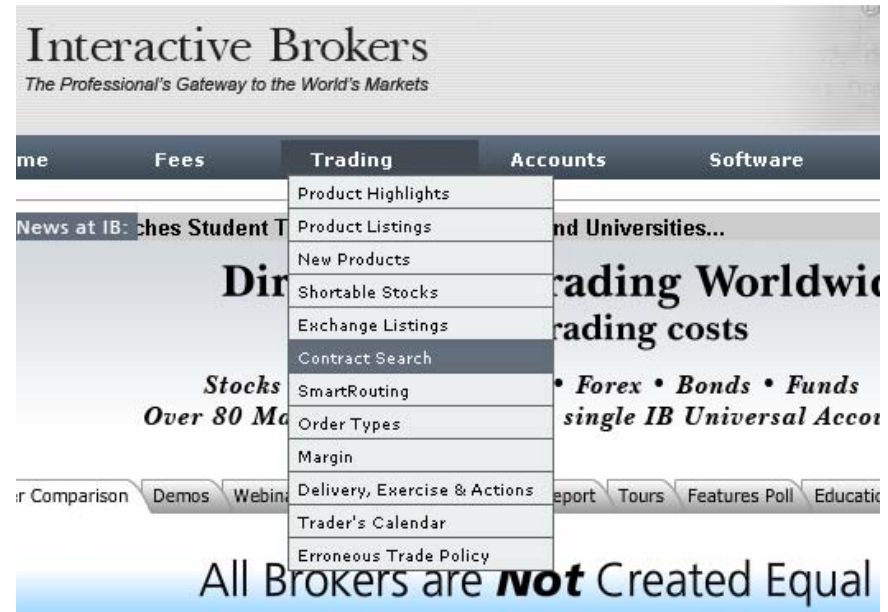 Interactive Brokers
The Professional's Gateway to the World's Markets
me Fees Trading Accounts Software
Product Highlights
News at IB: ches Student T Product Listings nd Universities...
New Products
Dir Shortable Stocks rading Worldwid
Exchange Listings rading costs
Contract Search
Stocks SmartRouting • Forex • Bonds • Funds
Over 80 Ma Order Types single IB Universal Accou
Margin
r Comparison Demos Webina Delivery, Exercise & Actions eport Tours Features Poll Educatio
Trader's Calendar
Erroneous Trade Policy
All Brokers are Not Created Equal